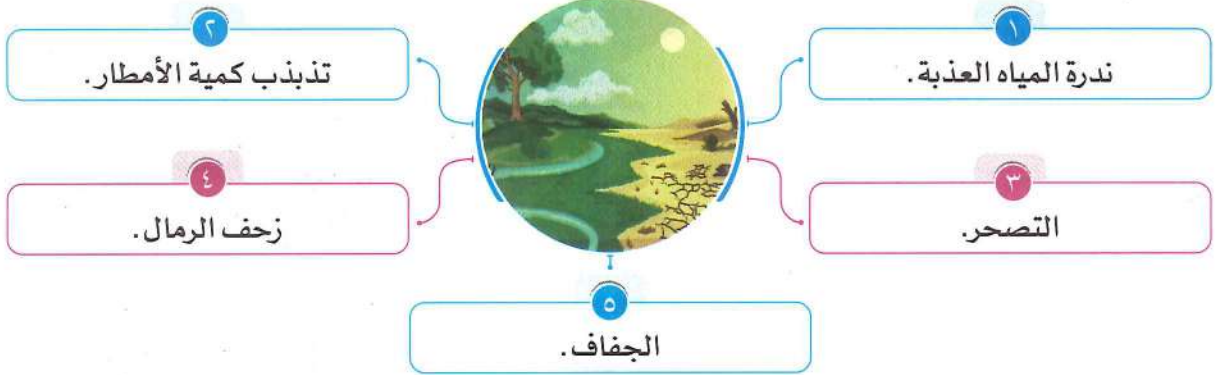 ١
ندرة المياه العذبة.
٢
تذبذب كمية الأمطار.
٣
التصحر.
٤
زحف الرمال.
٥
الجفاف.